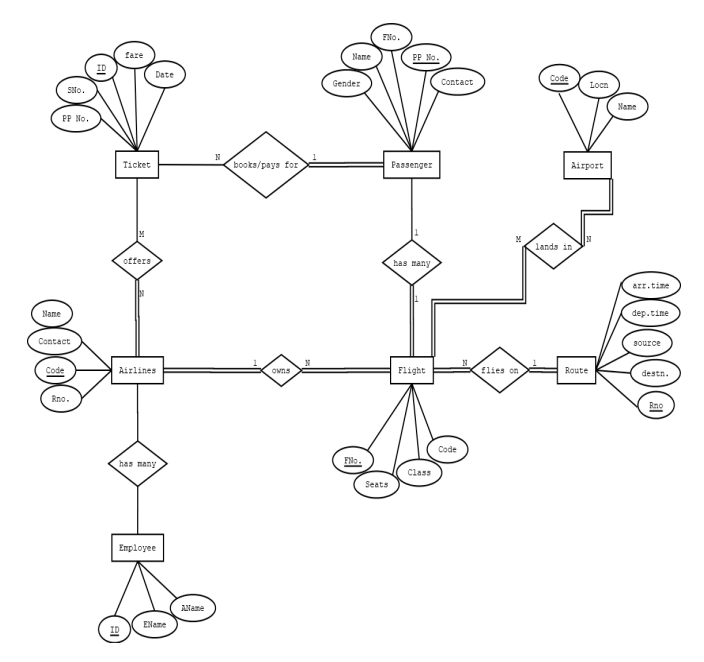 FNo.
fare
ID
Date
SNo.
PP No.
Name
PP No.
Gender
Contact
Code
Locn
Name
Ticket
N
books/pays for
1
Passenger
Airport
M
offers
N
1
has many
1
M
lands in
N
Name
Contact
Code
Rno.
Airlines
1
owns
N
Flight
N
flies on
1
Route
arr.time
dep.time
source
destn.
Rno
FNo.
Seats
Class
Code
has many
Employee
ID
EName
AName